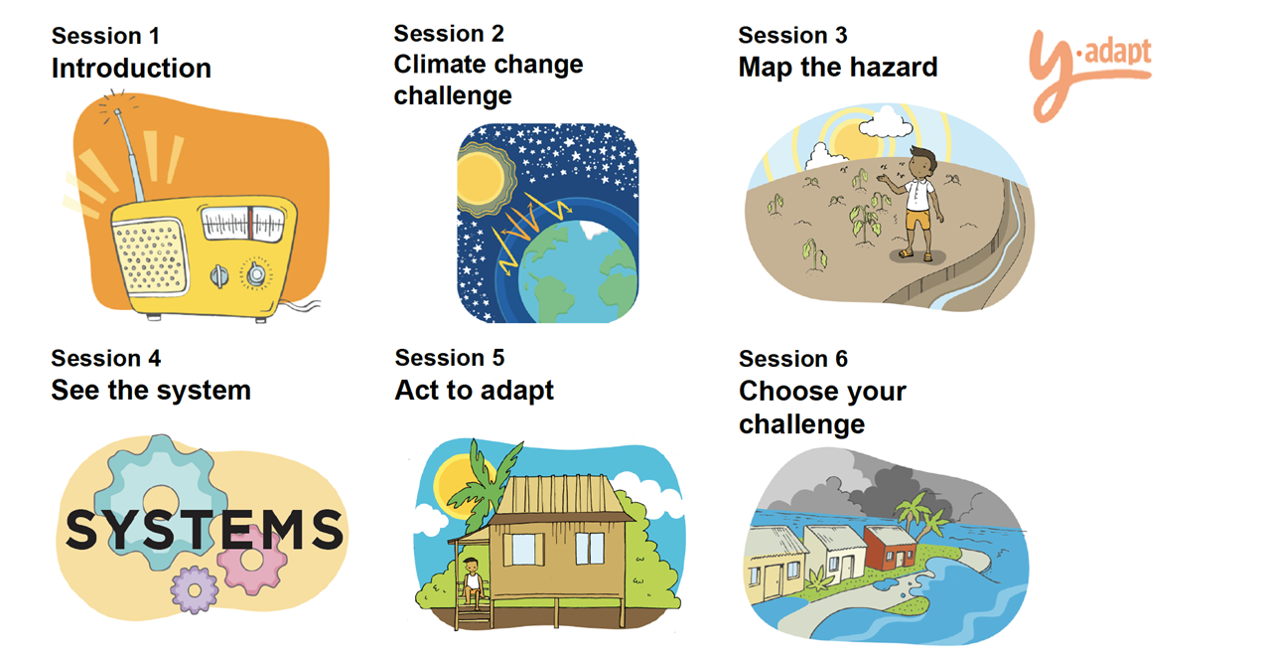 Session 1
Introduction
Session 2
Climate change
challenge
Session 3
Map the hazard
y·adapt
Session 4
See the system
SYSTEMS
Session 5
Act to adapt
Session 6
Choose your
challenge